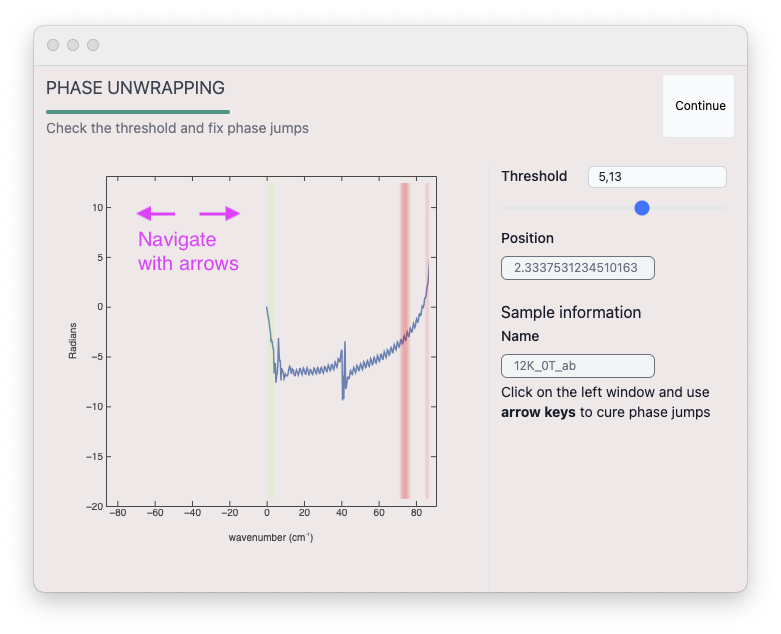 PHASE UNWRAPPING
Continue
Check the threshold and fix phase jumps
Threshold
5,13
Position
2.3337531234510163
Sample information
Name
12K_0T_ab
Click on the left window and use
arrow keys to cure phase jumps
Navigate
with arrows
Radians
10
5
0
−5
−10
−15
−20
−80 −60 −40 −20 0 20 40 60 80
wavenumber (cm⁻¹)